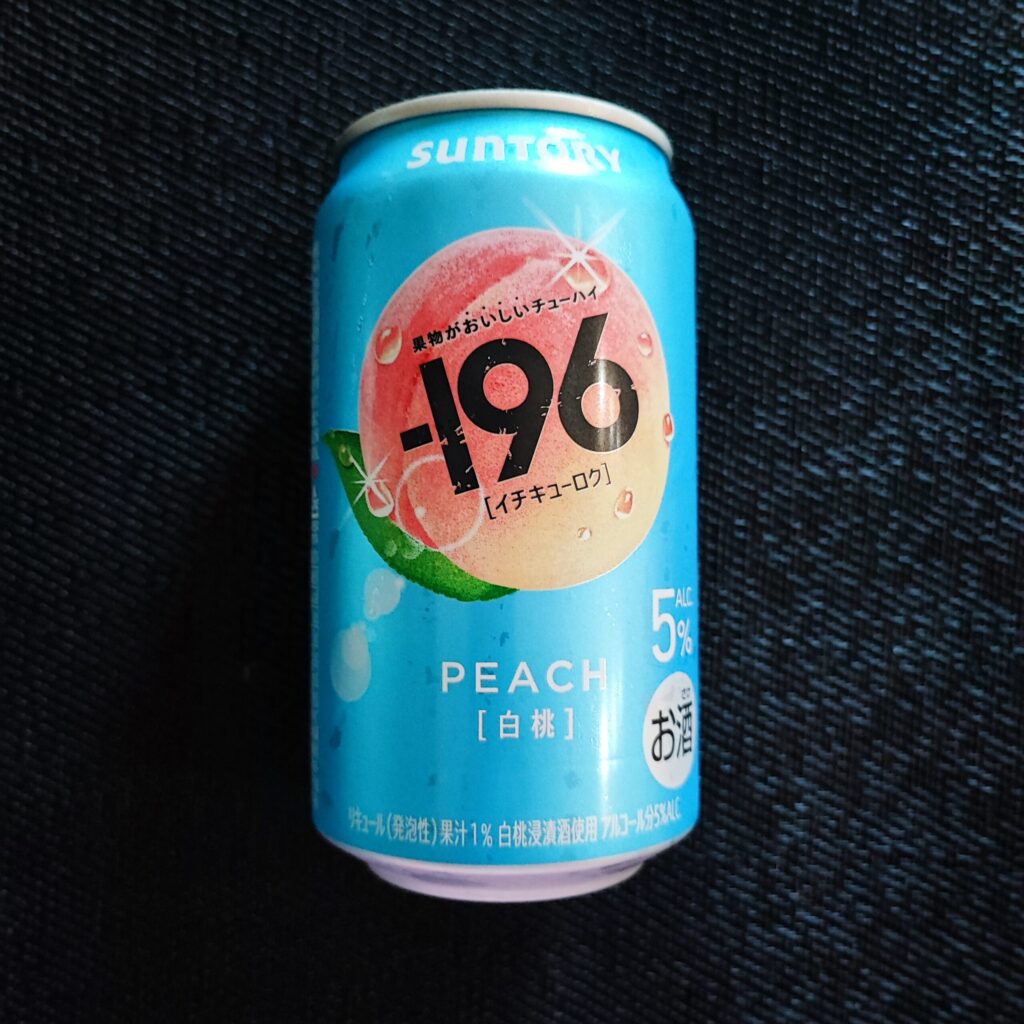 SUNTORY
果物がおいしいチューハイ
-196
[イチキューロク]
5%
ALC.
PEACH
[白桃]
さけ
お酒
リキュール(発泡性)果汁1% 白桃浸漬酒使用 アルコール分5%ALC.